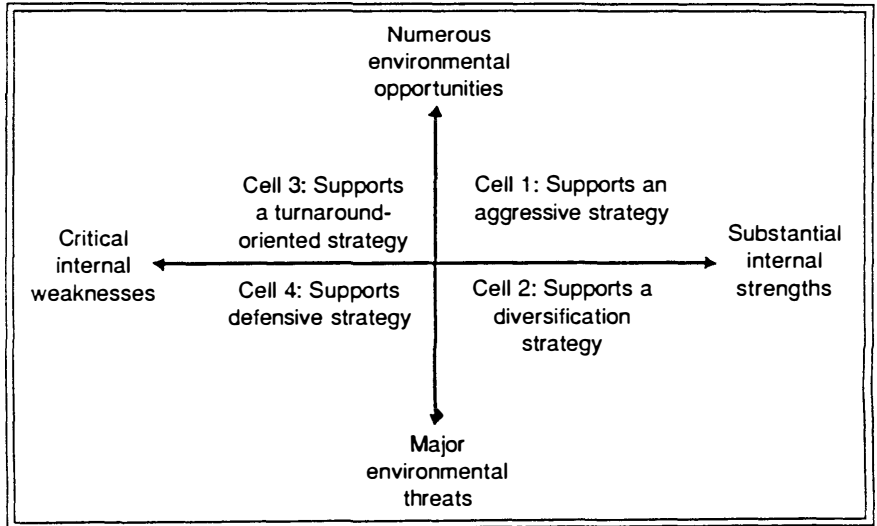 Numerous
environmental
opportunities
Cell 3: Supports
a turnaround-
oriented strategy
Cell 1: Supports an
aggressive strategy
Critical
internal
weaknesses
Substantial
internal
strengths
Cell 4: Supports
defensive strategy
Cell 2: Supports a
diversification
strategy
Major
environmental
threats